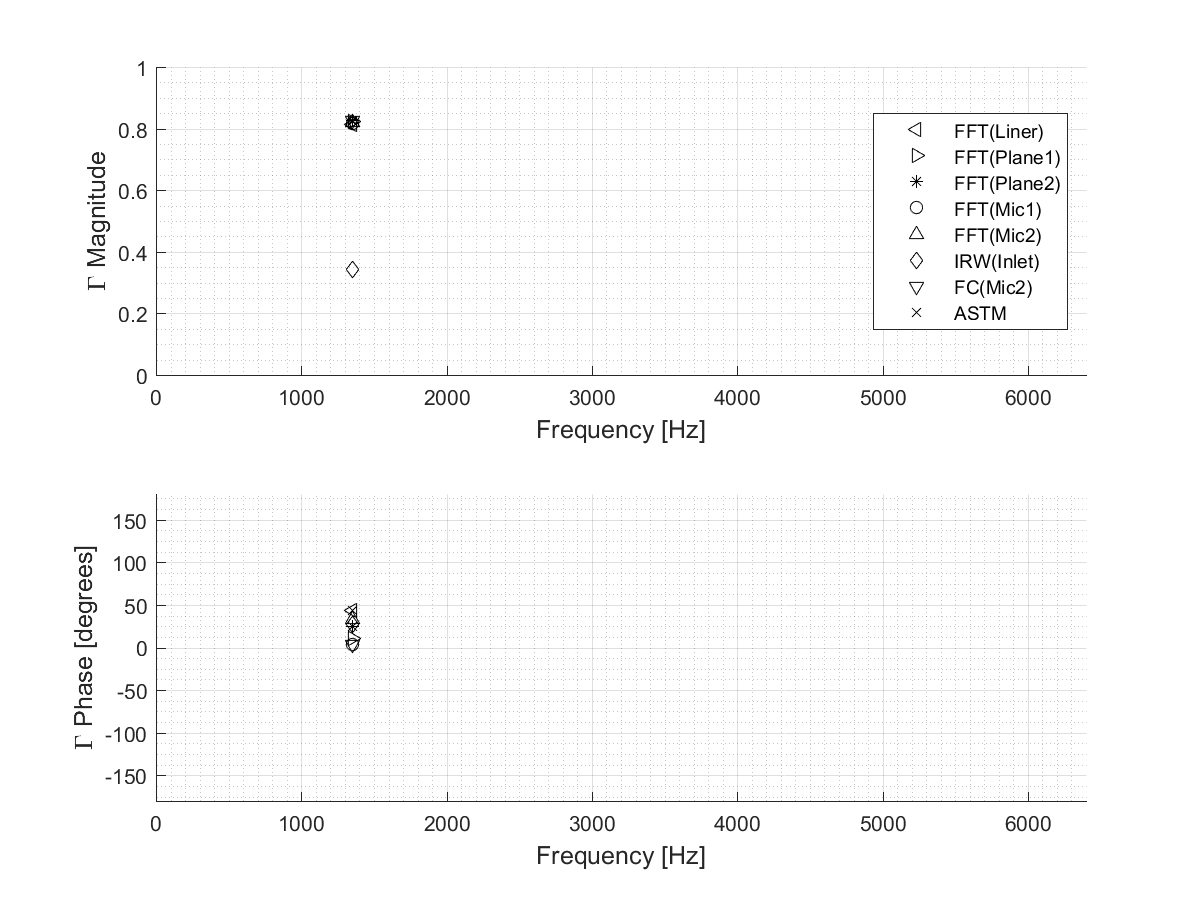 1
0.8
0.6
0.4
0.2
0
Γ Magnitude
FFT(Liner)
FFT(Plane1)
FFT(Plane2)
FFT(Mic1)
FFT(Mic2)
IRW(Inlet)
FC(Mic2)
ASTM
0 1000 2000 3000 4000 5000 6000
Frequency [Hz]
150
100
50
0
-50
-100
-150
Γ Phase [degrees]
0 1000 2000 3000 4000 5000 6000
Frequency [Hz]